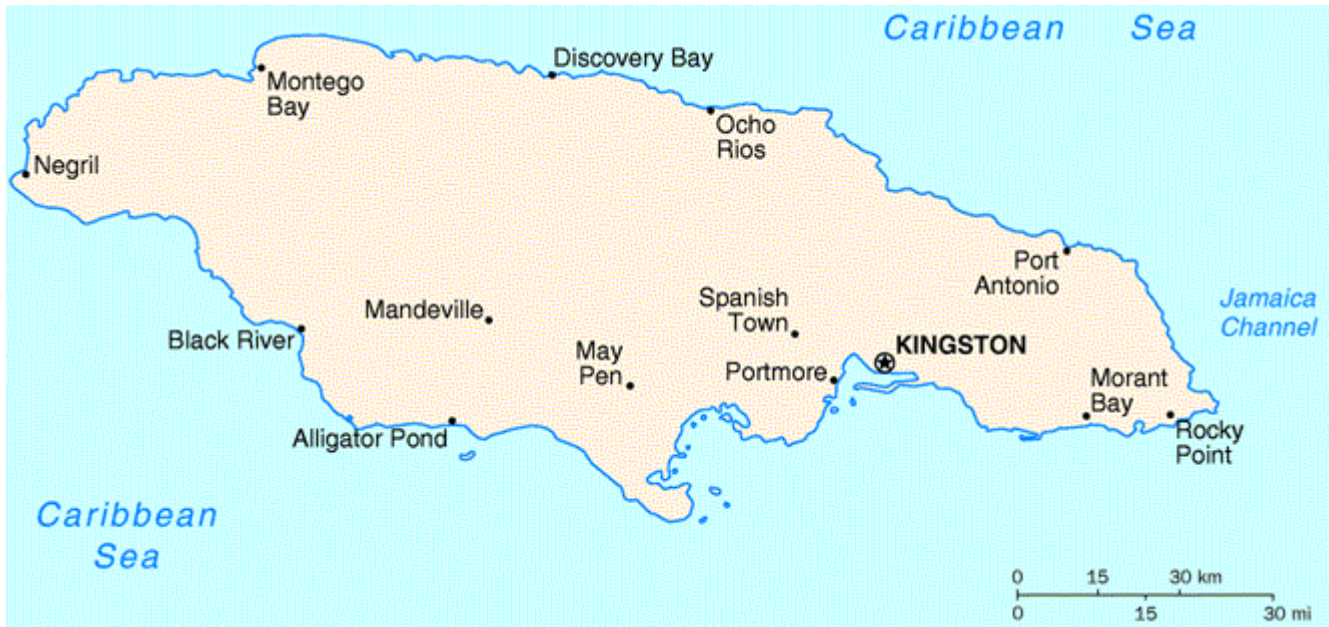 Caribbean Sea
Discovery Bay
Montego
Bay
Ocho
Rios
Negril
Port
Antonio
Jamaica
Channel
Spanish
Town
Mandeville
Black River
KINGSTON
May
Pen
Portmore
Morant
Bay
Alligator Pond
Rocky
Point
Caribbean
Sea
0 15 30 km
0 15 30 mi